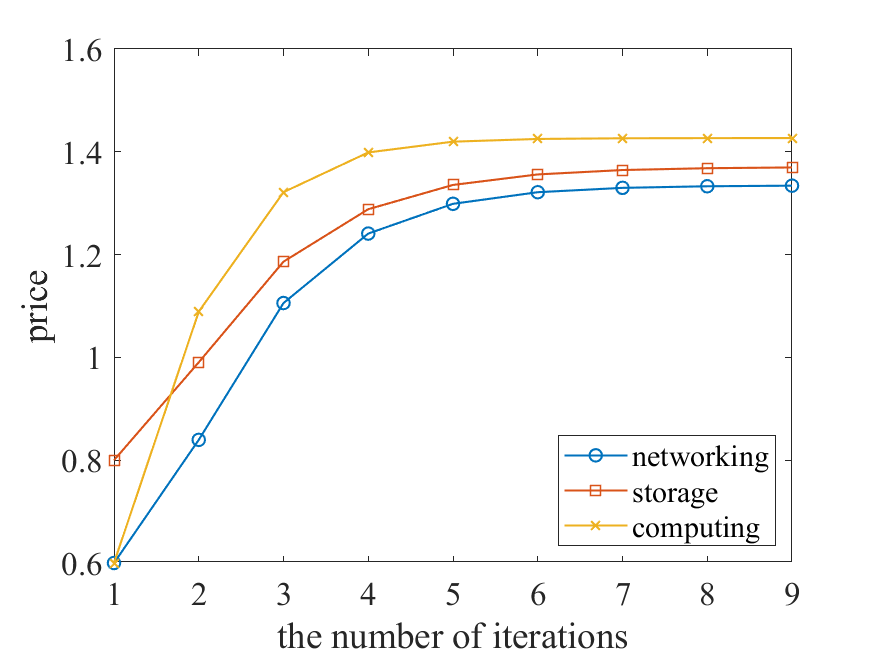 1.6
1.4
1.2
1
0.8
0.6
price
networking
storage
computing
1 2 3 4 5 6 7 8 9
the number of iterations